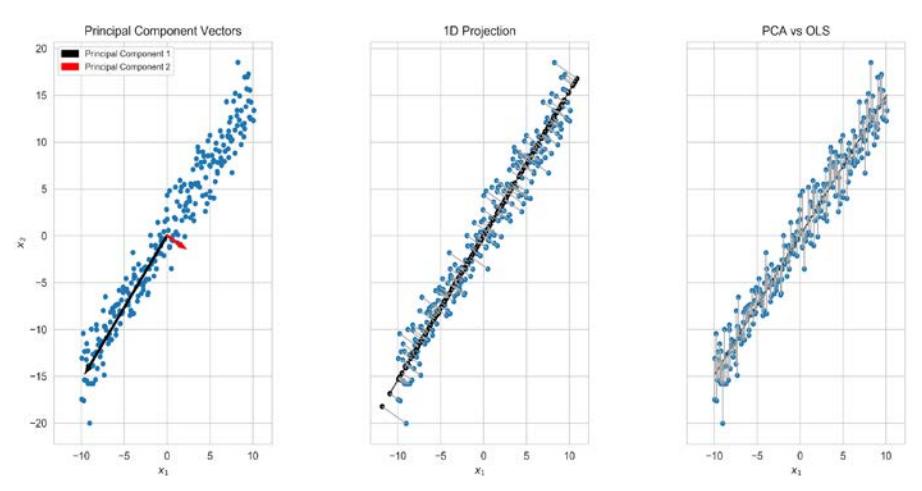 Principal Component Vectors
Principal Component 1
Principal Component 2
20
15
10
5
0
−5
−10
−15
−20
x₂
−10 −5 0 5 10
x₁
1D Projection
−10 −5 0 5 10
x₁
PCA vs OLS
−10 −5 0 5 10
x₁